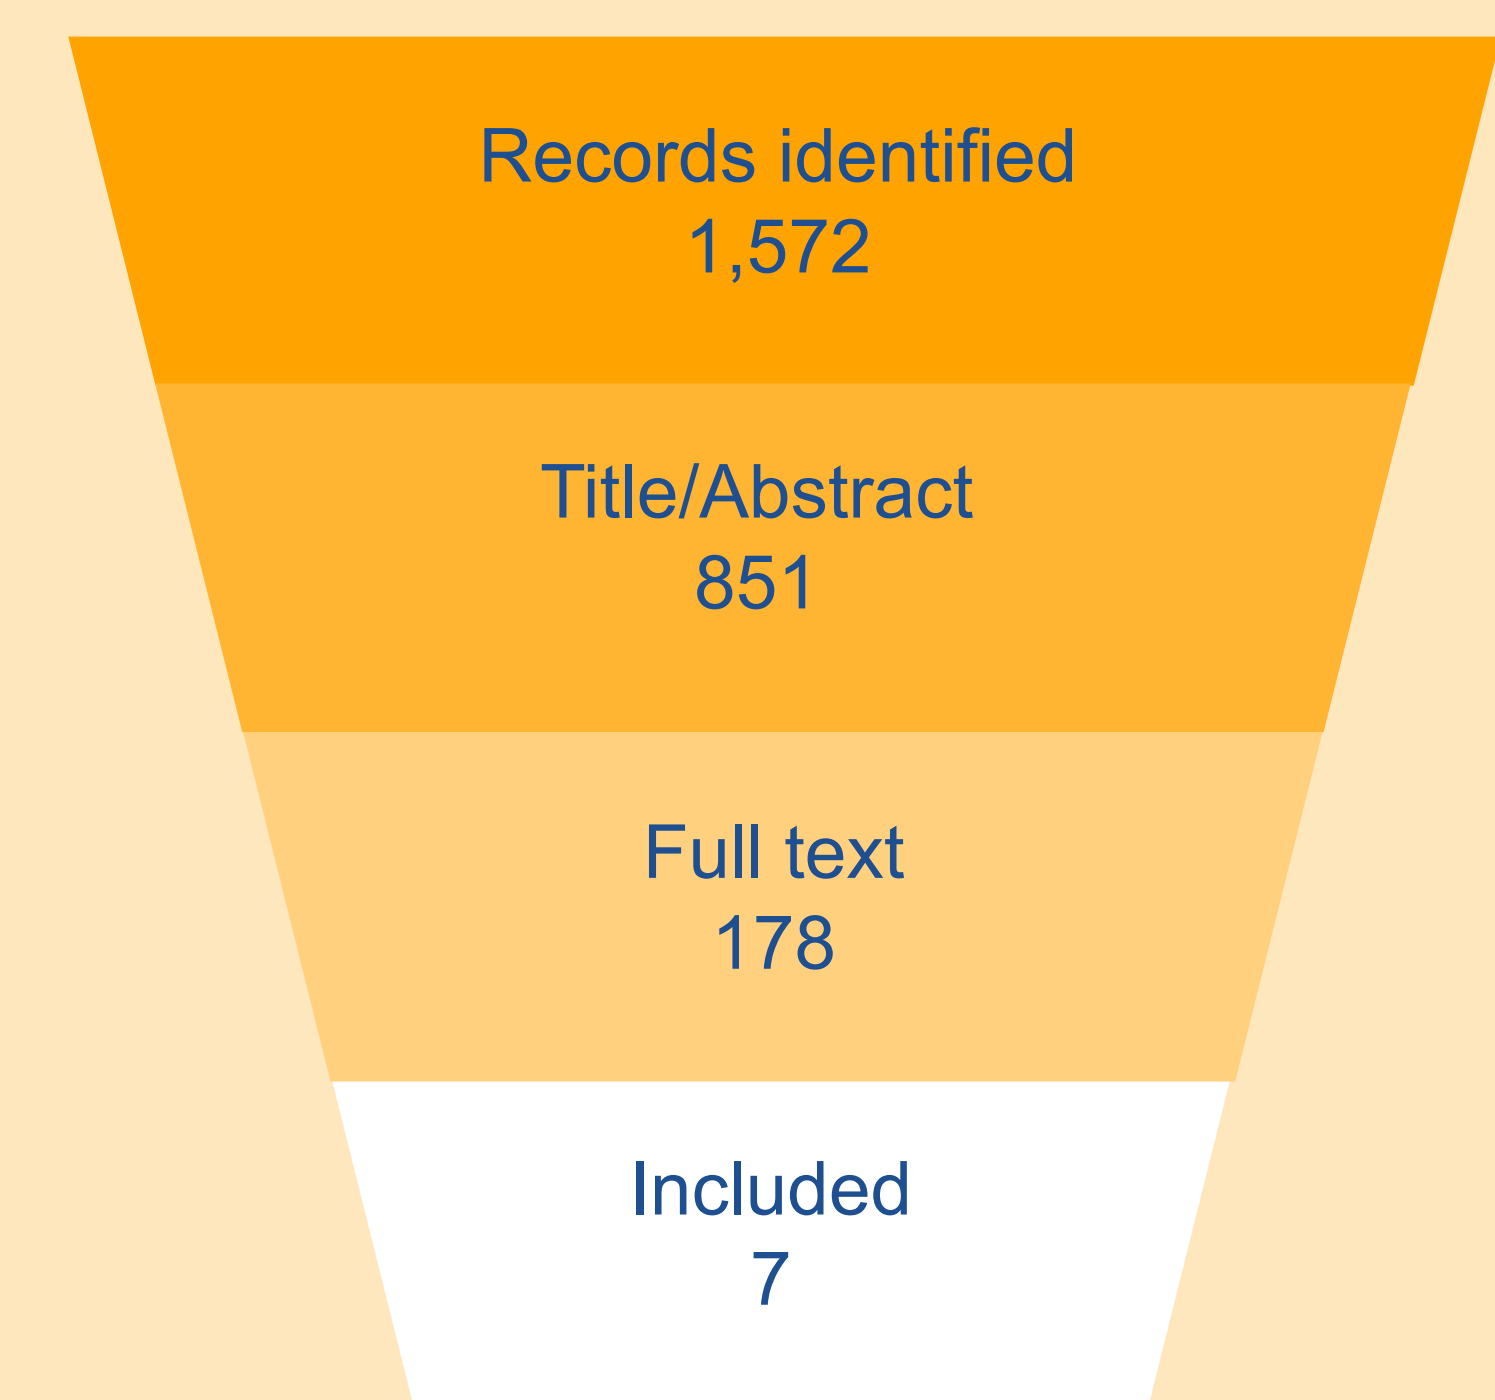 Records identified
1,572
Title/Abstract
851
Full text
178
Included
7